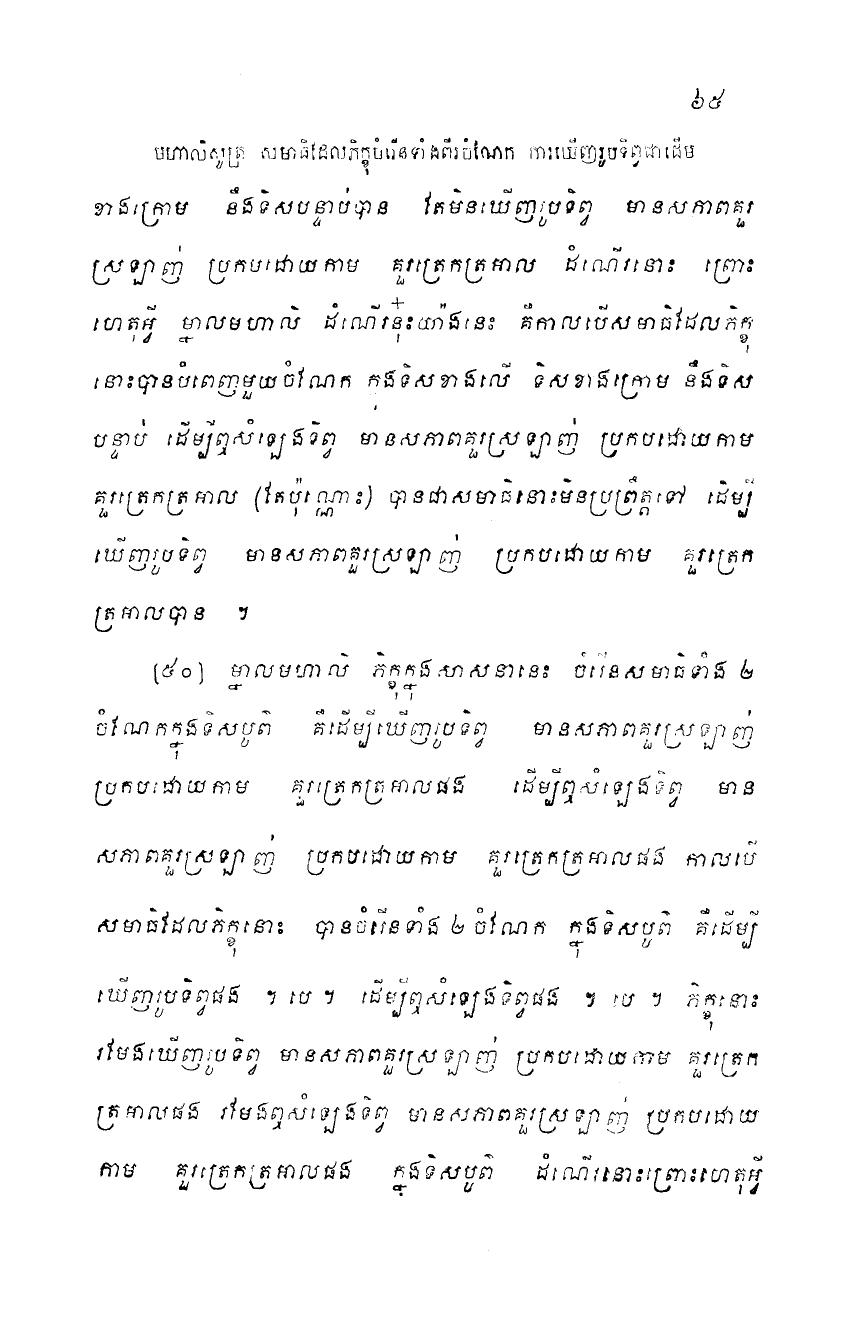 ៦៥
មហាលិសូត្រ សមាធិដែលភិក្ខុចំរើនទាំងពីរចំណែក ការឃើញរូបទិព្វជាដើម
ខាងក្រោម នឹងទិសបន្ទាប់បាន តែមិនឃើញរូបទិព្វ មានសភាពគួរ
ស្រឡាញ់ ប្រកបដោយកាម គួរត្រេកត្រអាល ដំណើរនោះ ព្រោះ
ហេតុអ្វី ម្នាលមហាលិ ដំណើរនុ៎ះយ៉ាងនេះ គឺកាលបើសមាធិដែលភិក្ខុ
នោះបានបំពេញមួយចំណែក ក្នុងទិសខាងលើ ទិសខាងក្រោម នឹងទិស
បន្ទាប់ ដើម្បីឮសំឡេងទិព្វ មានសភាពគួរស្រឡាញ់ ប្រកបដោយកាម
គួរត្រេកត្រអាល (តែប៉ុណ្ណោះ) បានជាសមាធិនោះមិនប្រព្រឹត្តទៅ ដើម្បី
ឃើញរូបទិព្វ មានសភាពគួរស្រឡាញ់ ប្រកបដោយកាម គួរត្រេក
ត្រអាលបាន ។
(៥០) ម្នាលមហាលិ ភិក្ខុក្នុងសាសនានេះ ចំរើនសមាធិទាំង ២
ចំណែកក្នុងទិសបូព៌ គឺដើម្បីឃើញរូបទិព្វ មានសភាពគួរស្រឡាញ់
ប្រកបដោយកាម គួរត្រេកត្រអាលផង ដើម្បីឮសំឡេងទិព្វ មាន
សភាពគួរស្រឡាញ់ ប្រកបដោយកាម គួរត្រេកត្រអាលផង កាលបើ
សមាធិដែលភិក្ខុនោះ បានចំរើនទាំង ២ ចំណែក ក្នុងទិសបូព៌ គឺដើម្បី
ឃើញរូបទិព្វផង ។ បេ ។ ដើម្បីឮសំឡេងទិព្វផង ។ បេ ។ ភិក្ខុនោះ
រមែងឃើញរូបទិព្វ មានសភាពគួរស្រឡាញ់ ប្រកបដោយកាម គួរត្រេក
ត្រអាលផង រមែងឮសំឡេងទិព្វ មានសភាពគួរស្រឡាញ់ ប្រកបដោយ
កាម គួរត្រេកត្រអាលផង ក្នុងទិសបូព៌ ដំណើរនោះព្រោះហេតុអ្វី